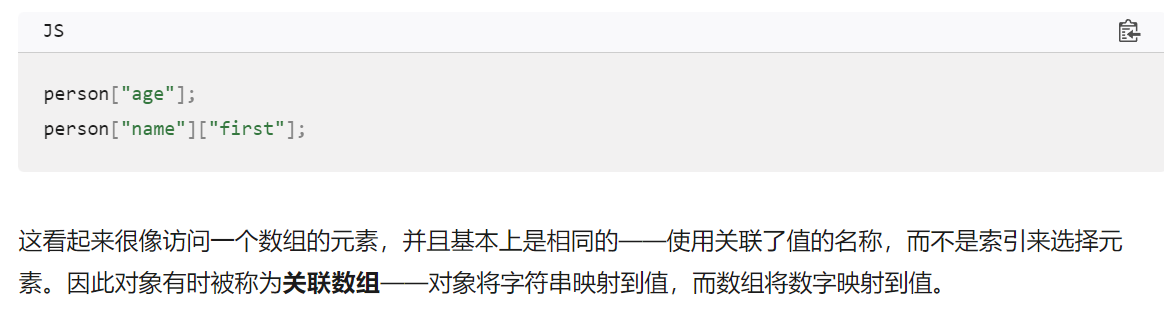 JS
person["age"];
person["name"]["first"];
这看起来很像访问一个数组的元素，并且基本上是相同的——使用关联了值的名称，而不是索引来选择元
素。因此对象有时被称为关联数组——对象将字符串映射到值，而数组将数字映射到值。